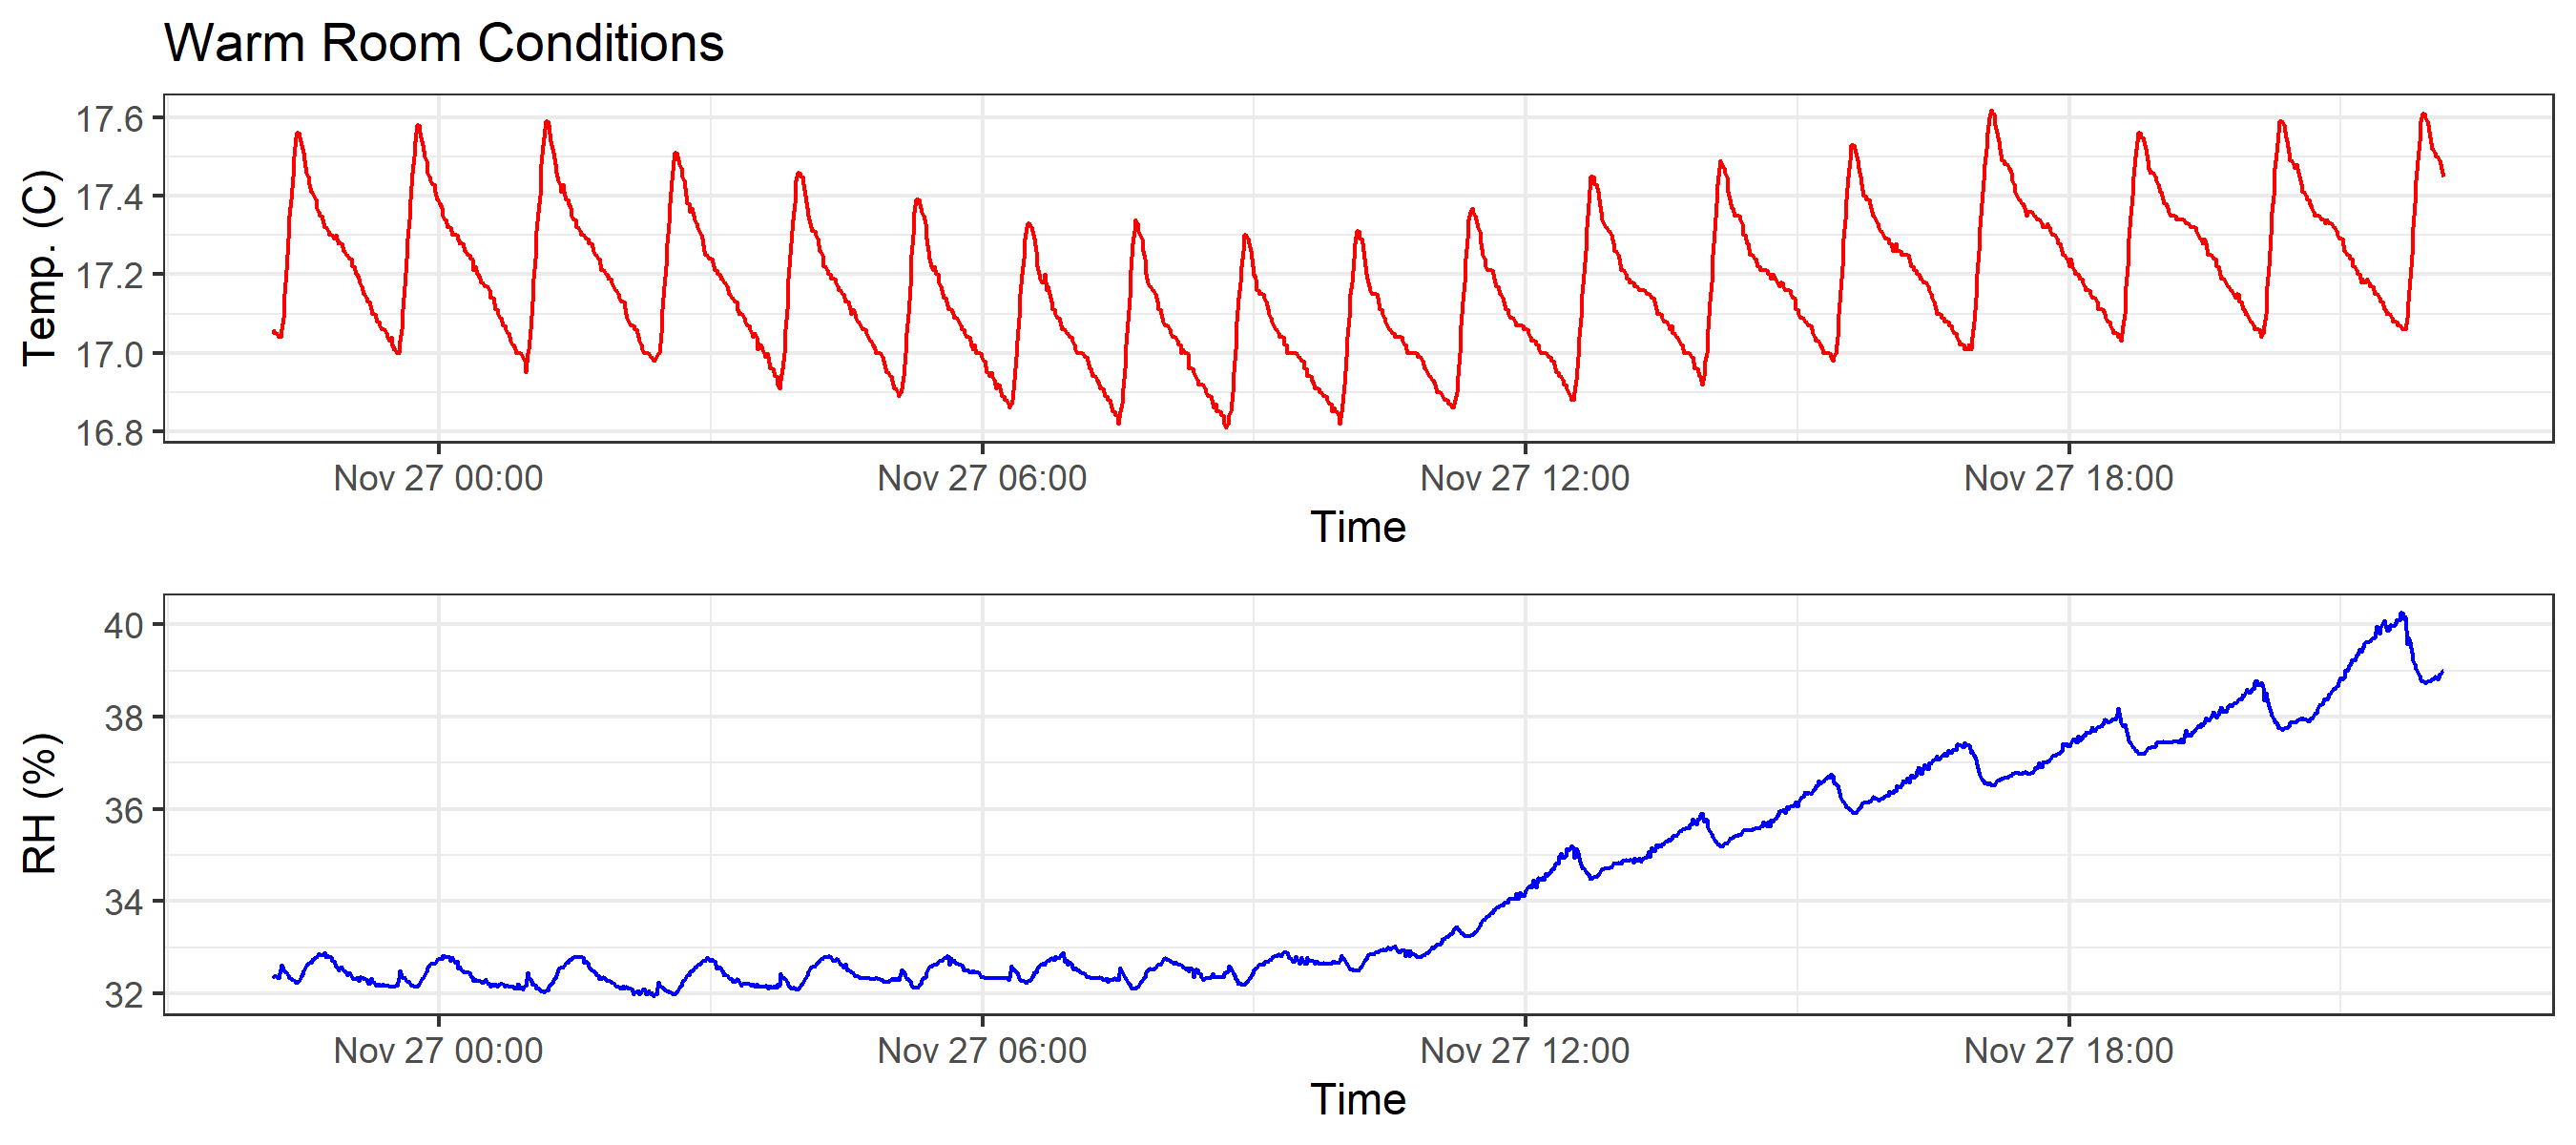 Warm Room Conditions
Temp. (C)
17.6
17.4
17.2
17.0
16.8
Nov 27 00:00 Nov 27 06:00 Nov 27 12:00 Nov 27 18:00
Time
RH (%)
40
38
36
34
32
Nov 27 00:00 Nov 27 06:00 Nov 27 12:00 Nov 27 18:00
Time